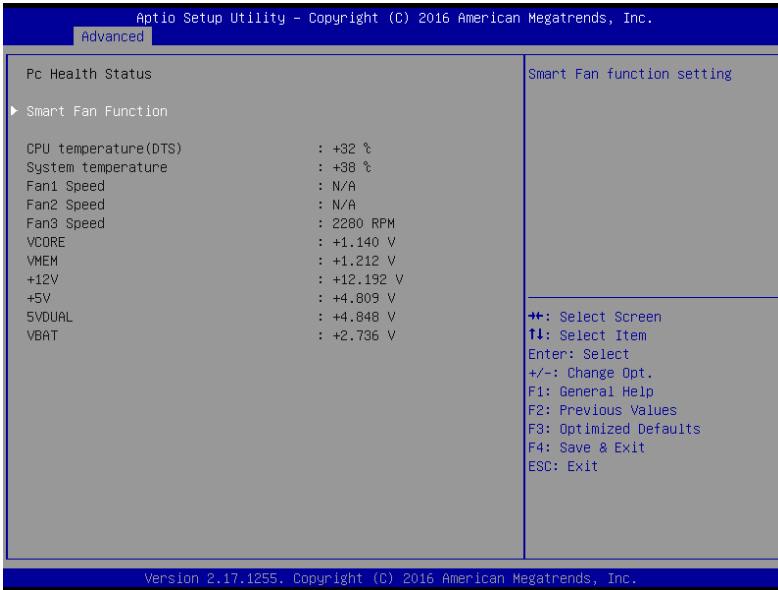 Aptio Setup Utility – Copyright (C) 2016 American Megatrends, Inc.
Advanced
Pc Health Status
Smart Fan Function
CPU temperature(DTS) : +32 ℃
System temperature : +38 ℃
Fan1 Speed : N/A
Fan2 Speed : N/A
Fan3 Speed : 2280 RPM
VCORE : +1.140 V
VMEM : +1.212 V
+12V : +12.192 V
+5V : +4.809 V
5VDUAL : +4.848 V
VBAT : +2.736 V
Smart Fan function setting
→←: Select Screen
↑↓: Select Item
Enter: Select
+/-: Change Opt.
F1: General Help
F2: Previous Values
F3: Optimized Defaults
F4: Save & Exit
ESC: Exit
Version 2.17.1255. Copyright (C) 2016 American Megatrends, Inc.